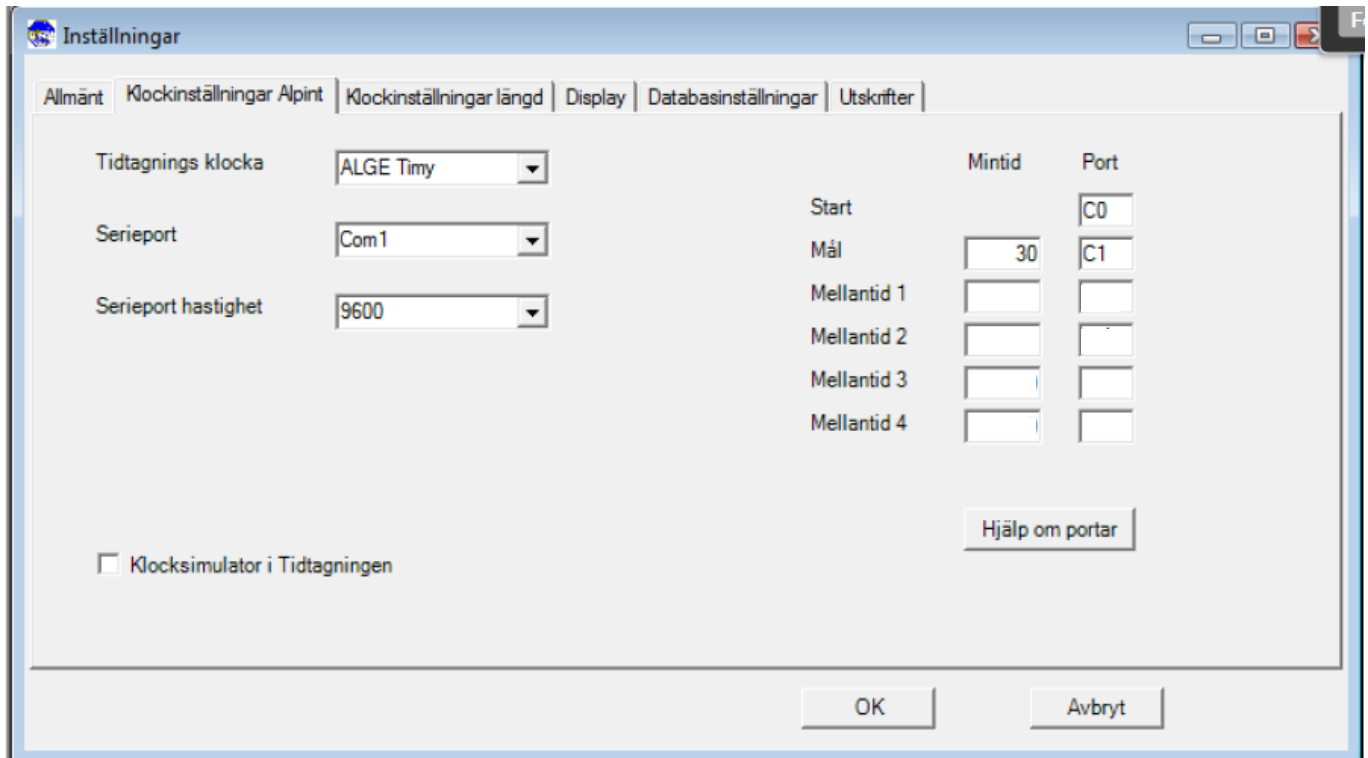 Inställningar
Allmänt Klockinställningar Alpint Klockinställningar längd Display Databasinställningar Utskrifter
Tidtagnings klocka ALGE Timy Mintid Port
Start C0
Serieport Com1
Mål 30 C1
Mellantid 1
Serieport hastighet 9600
Mellantid 2
Mellantid 3
Mellantid 4
Hjälp om portar
Klocksimulator i Tidtagningen
OK Avbryt